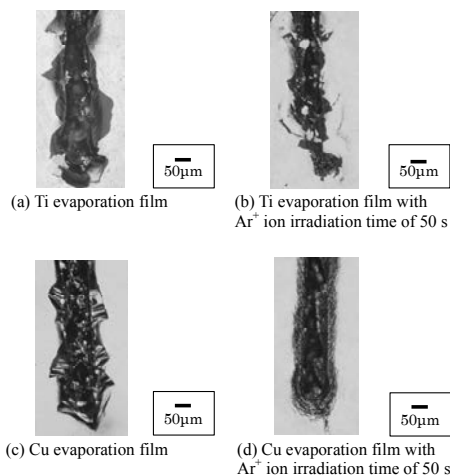 50µm
50µm
(a) Ti evaporation film
(b) Ti evaporation film with
Ar⁺ ion irradiation time of 50 s
50µm
50µm
(c) Cu evaporation film
(d) Cu evaporation film with
Ar⁺ ion irradiation time of 50 s